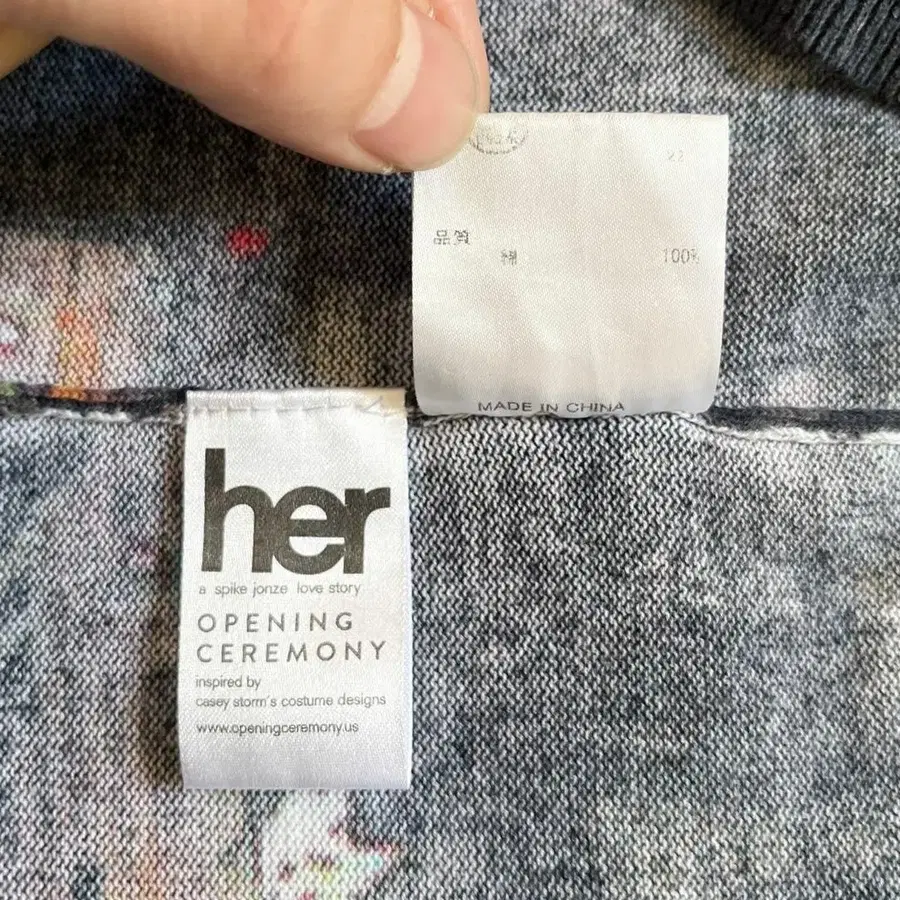 品質
綿 100%
MADE IN CHINA
her
a spike jonze love story
OPENING
CEREMONY
inspired by
casey storm's costume designs
www.openingceremony.us